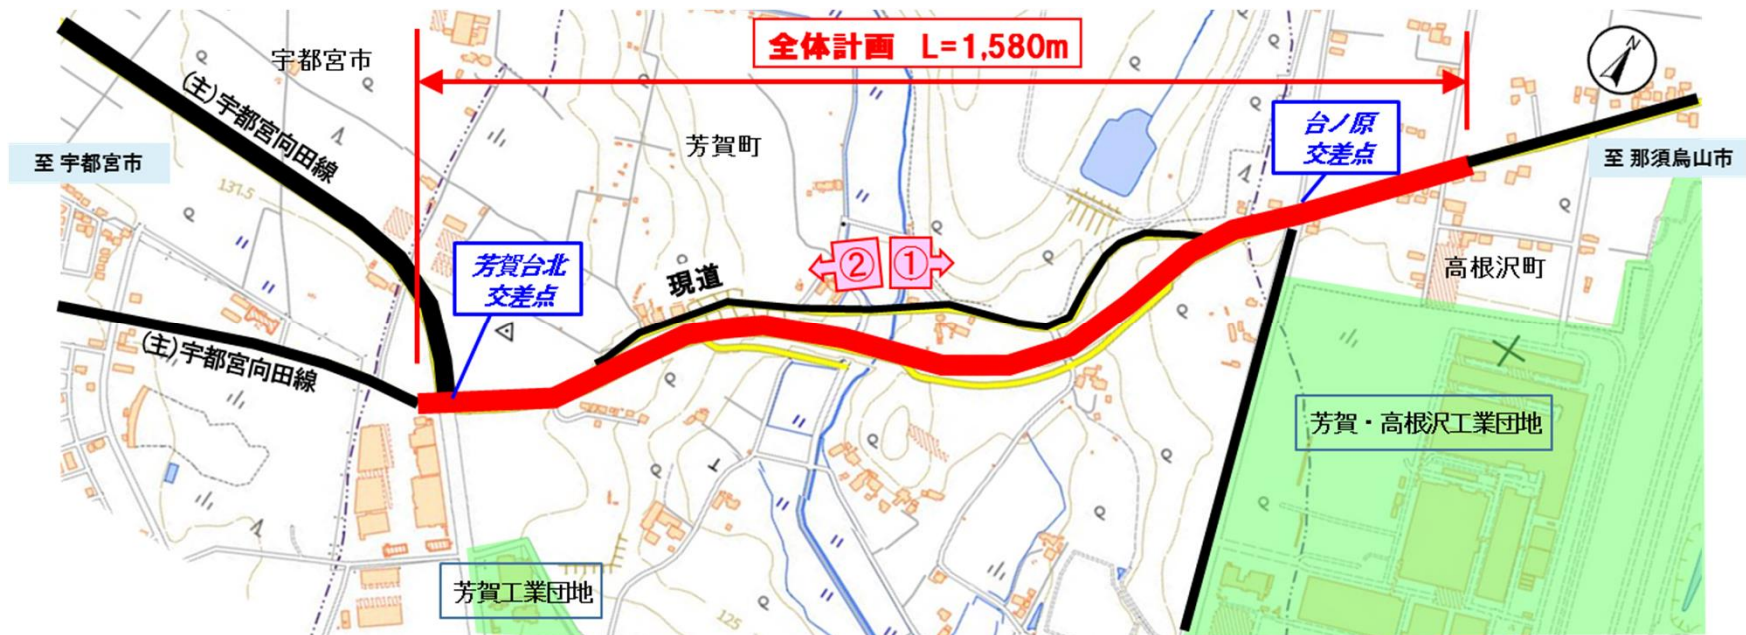 全体計画 L=1,580m
宇都宮市
(主)宇都宮向田線
芳賀町
台ノ原
交差点
至 宇都宮市
至 那須烏山市
137.5
芳賀台北
交差点
現道
②
①
高根沢町
(主)宇都宮向田線
芳賀・高根沢工業団地
芳賀工業団地
125
N